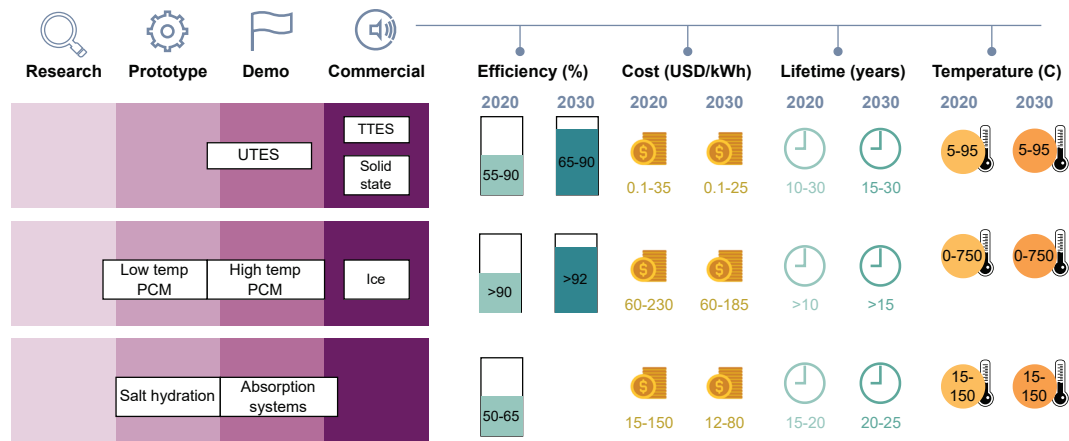 Research Prototype Demo Commercial Efficiency (%) Cost (USD/kWh) Lifetime (years) Temperature (C)
2020 2030 2020 2030 2020 2030 2020 2030
TTES
UTES
Solid
state
55-90 65-90 0.1-35 0.1-25 10-30 15-30 5-95 5-95
Low temp
PCM
High temp
PCM
Ice
>90 >92 60-230 60-185 >10 >15 0-750 0-750
Salt hydration
Absorption
systems
50-65 15-150 12-80 15-20 20-25
15-
150
15-
150